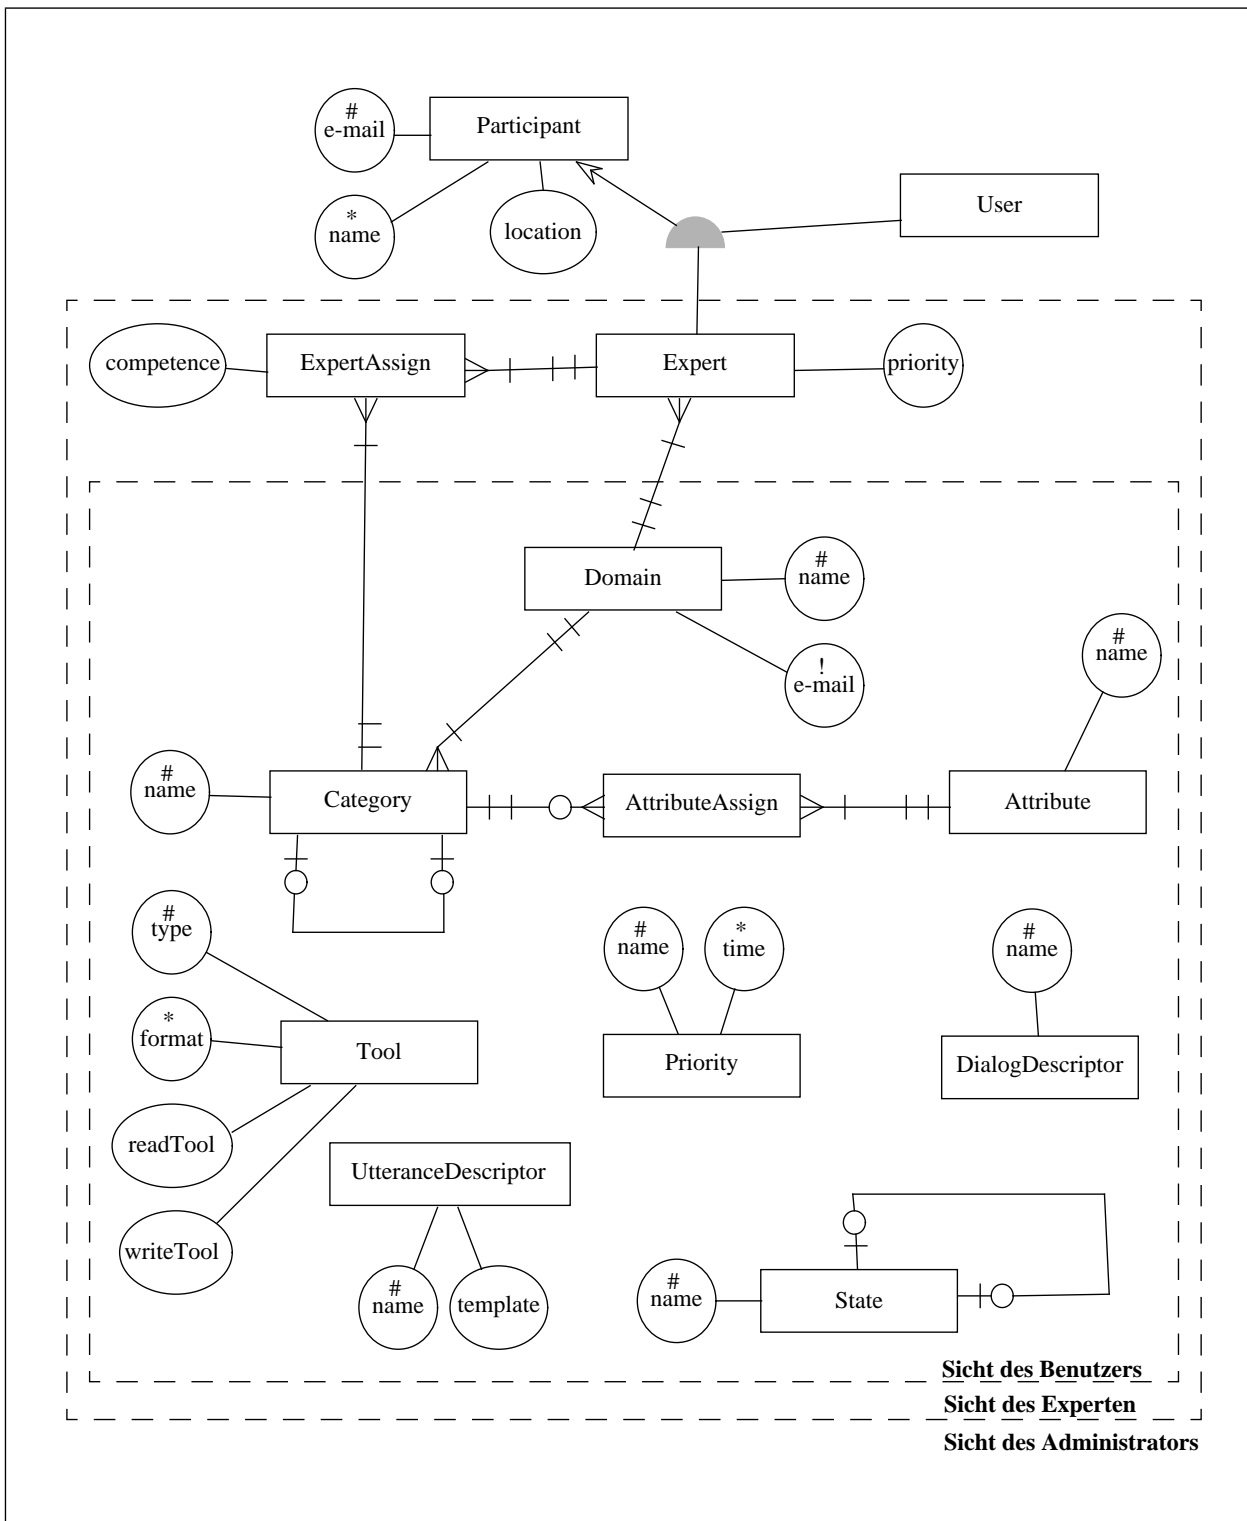 #
e-mail
Participant
*
name
location
User
competence
ExpertAssign
Expert
priority
Domain
#
name
!
e-mail
#
name
#
name
Category
AttributeAssign
Attribute
#
type
#
name
*
time
#
name
*
format
Tool
Priority
DialogDescriptor
readTool
UtteranceDescriptor
writeTool
#
name
template
#
name
State
Sicht des Benutzers
Sicht des Experten
Sicht des Administrators